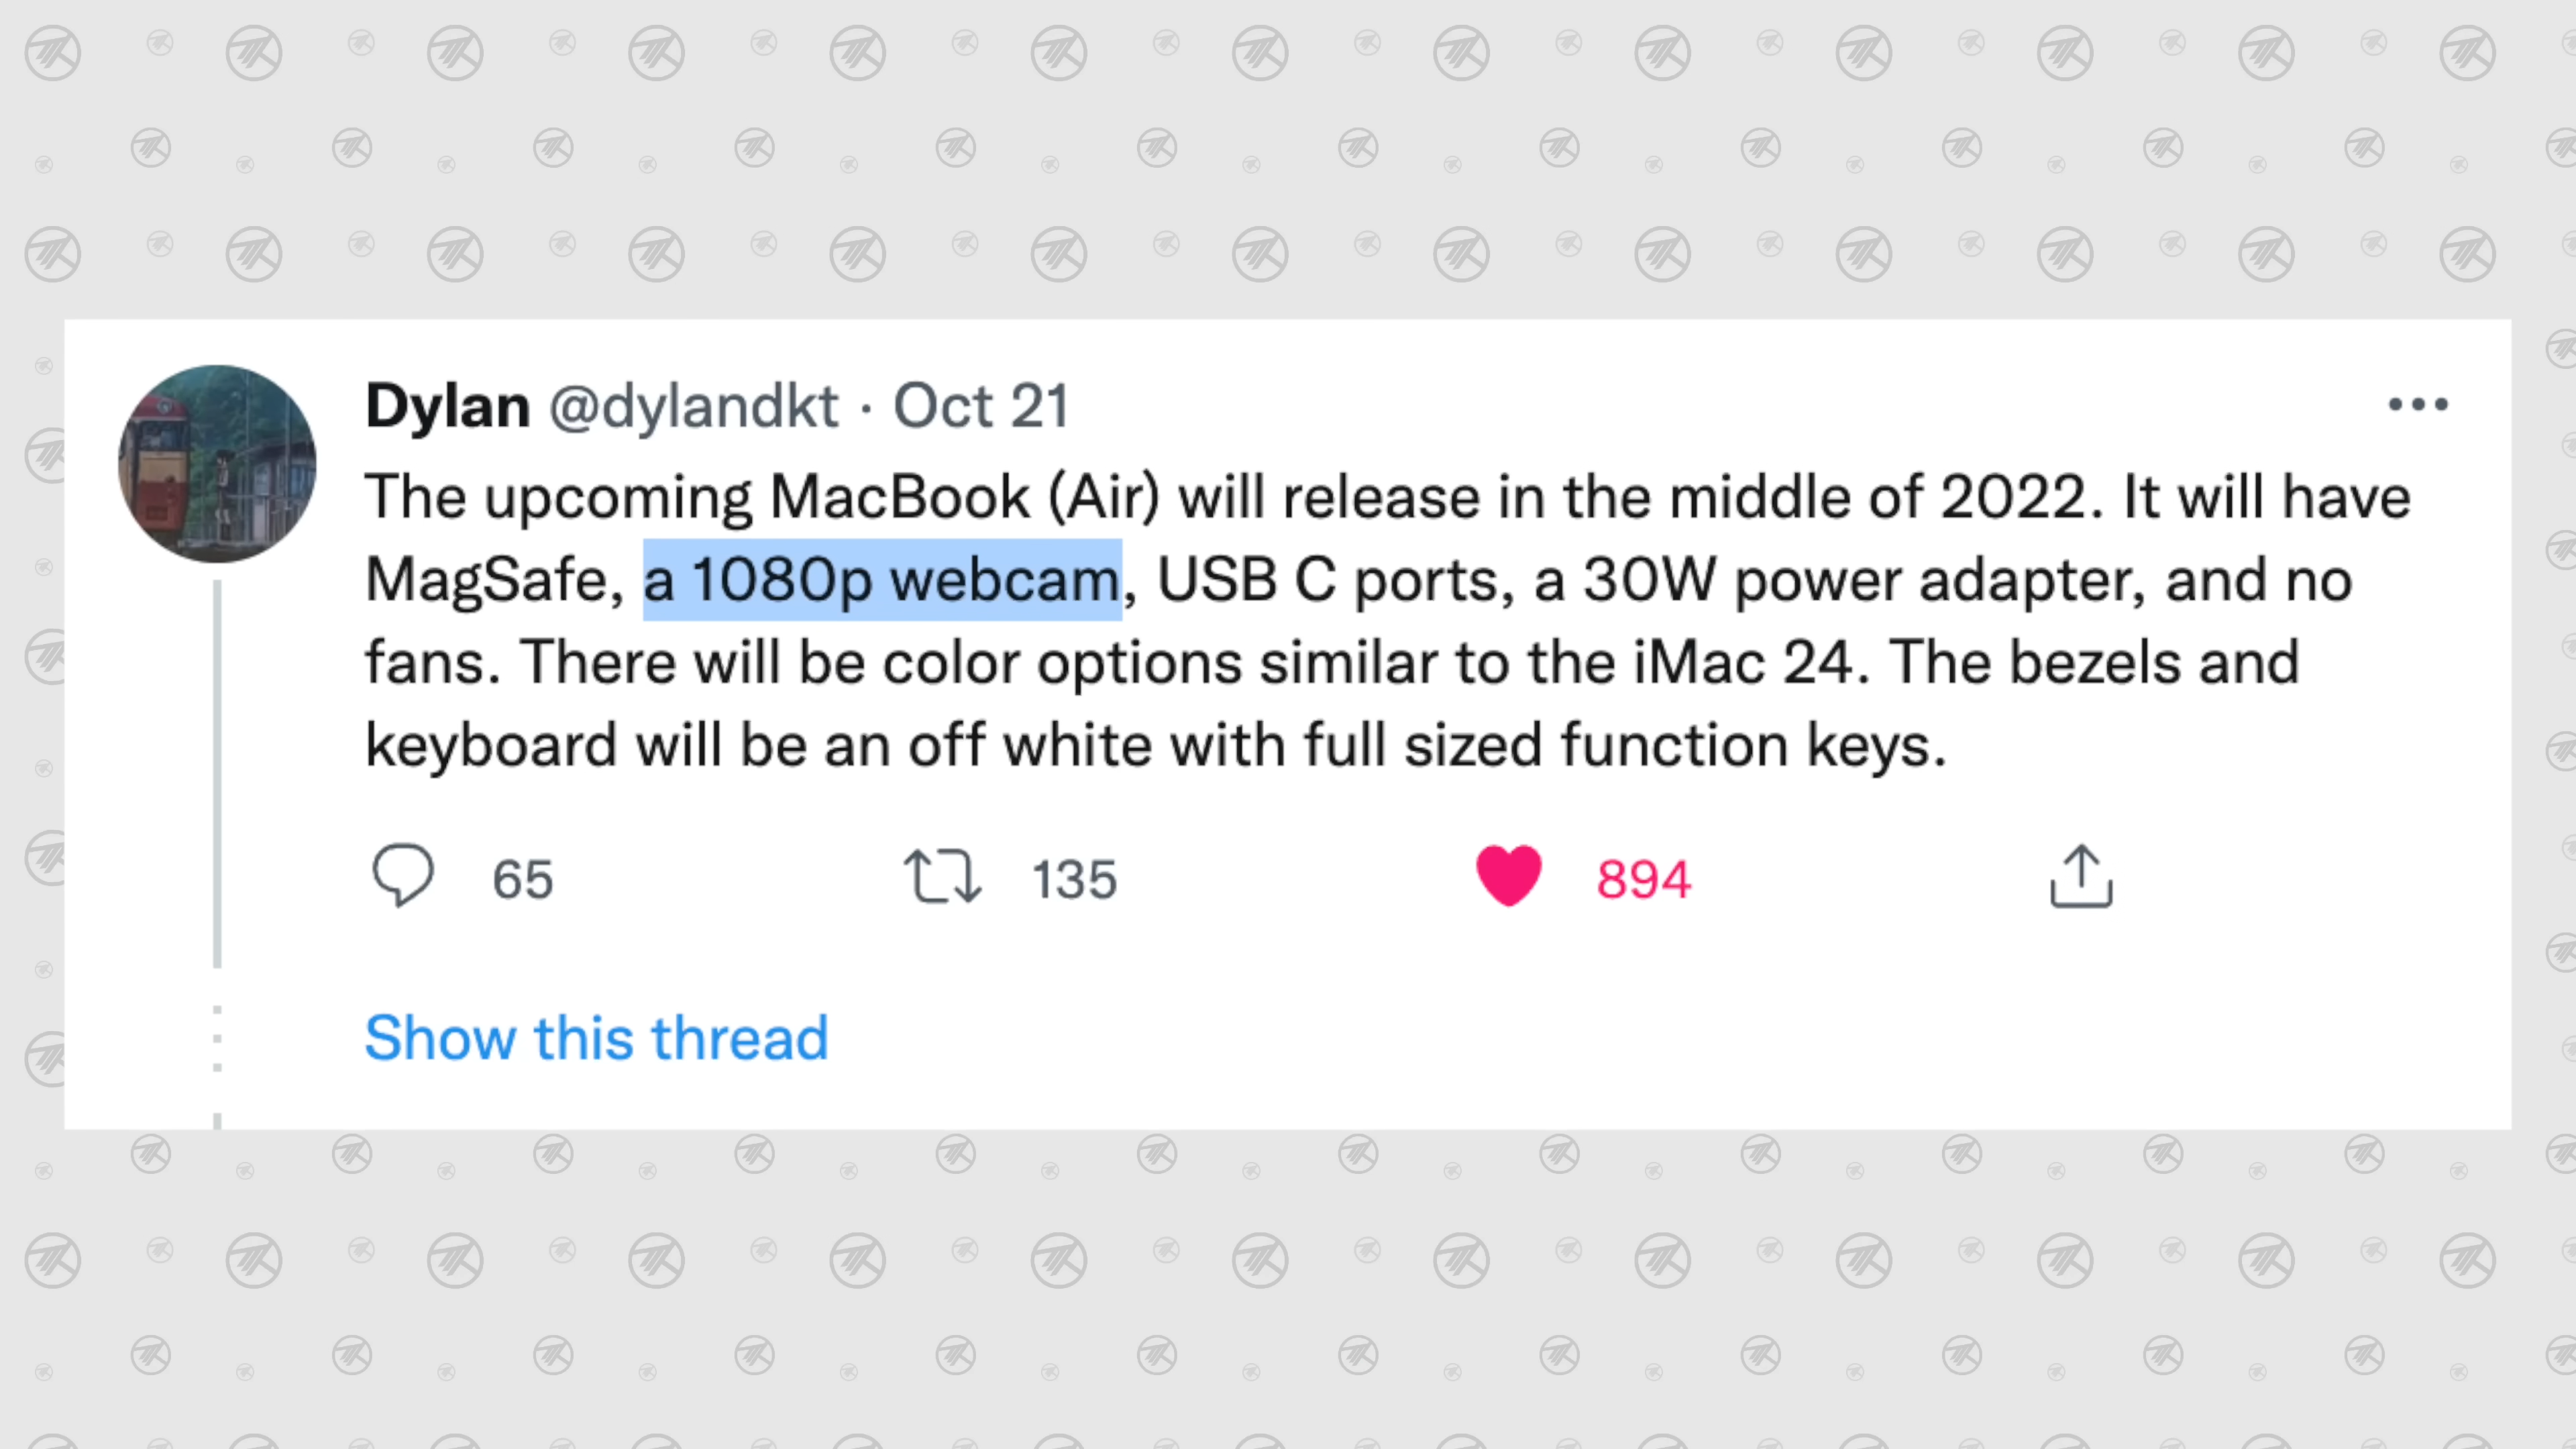 Dylan @dylandkt · Oct 21
The upcoming MacBook (Air) will release in the middle of 2022. It will have
MagSafe, a 1080p webcam, USB C ports, a 30W power adapter, and no
fans. There will be color options similar to the iMac 24. The bezels and
keyboard will be an off white with full sized function keys.
65 135 894
Show this thread